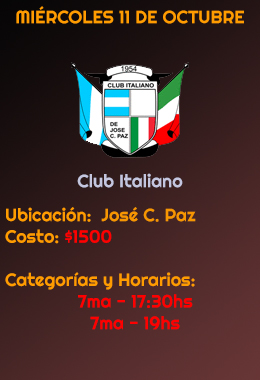 MIÉRCOLES 11 DE OCTUBRE
1954
CLUB ITALIANO
DE
JOSE
C. PAZ
Club Italiano
Ubicación: José C. Paz
Costo: $1500
Categorías y Horarios:
7ma - 17:30hs
7ma - 19hs